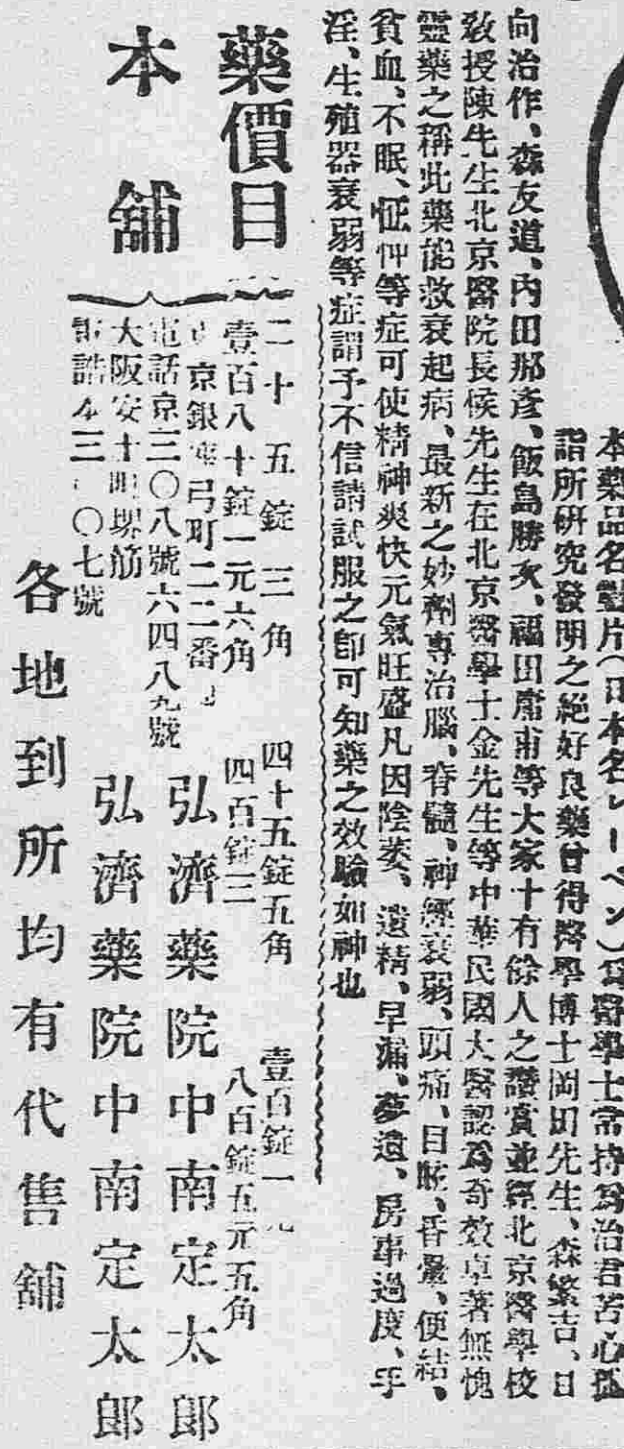 本藥品名豐片(日本名レーベン)為醫學士常持為治君苦心孤
詣所研究發明之絕好良藥曾得醫學博士岡田先生、森繁吉、日
向治作、森友道、內田那彥、飯島勝友、福田席甫等大家十有餘人之讚賞並經北京醫學校
教授陳先生北京醫院長候先生在北京醫學士金先生等中華民國大醫認爲奇效卓著無愧
靈藥之稱此藥能救衰起病、最新之妙劑專治腦、脊髓、神經衰弱、頭痛、目眩、昏暈、便結、
貧血、不眠、怔忡等症可使精神爽快元氣旺盛凡因陰萎、遺精、早漏、夢遺、房事過度、手
淫、生殖器衰弱等症謂予不信請試服之即可知藥之效驗如神也
藥價目
二十五錠三角 四十五錠五角 壹百錠一元
壹百八十錠一元六角 四百錠三 八百錠五元五角
本舖
京銀座弓町二二番 弘濟藥院中南定太郎
電話京三〇八號六四八九號
大阪安十町堺筋 弘濟藥院中南定太郎
電話本三〇七號
各地到所均有代售舖